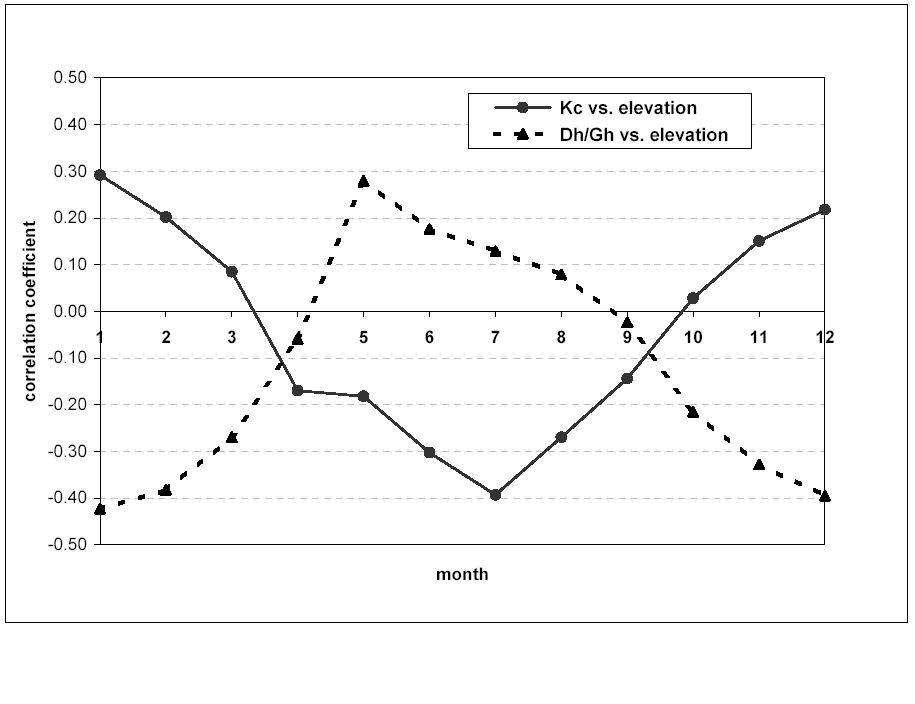 0.50
0.40
0.30
0.20
0.10
0.00
-0.10
-0.20
-0.30
-0.40
-0.50
correlation coefficient
Kc vs. elevation
Dh/Gh vs. elevation
1 2 3 4 5 6 7 8 9 10 11 12
month